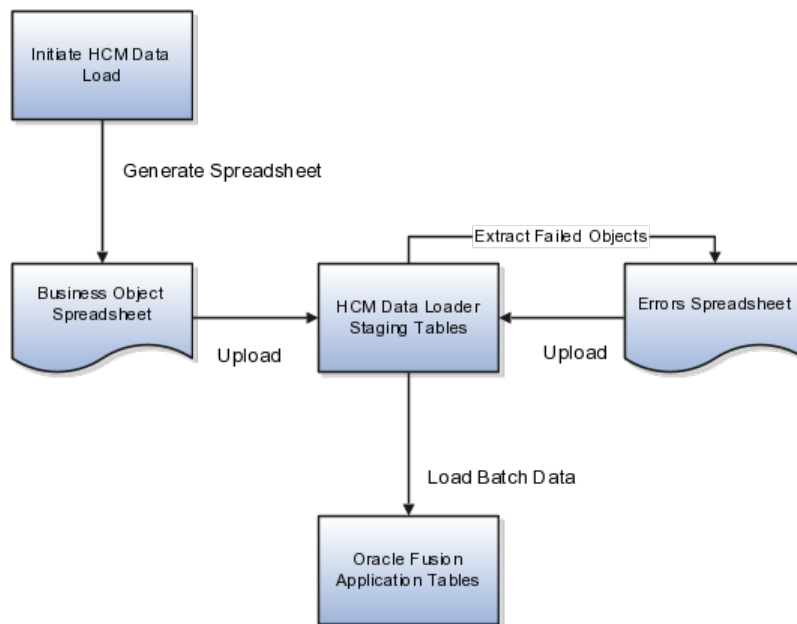 Initiate HCM Data
Load
Generate Spreadsheet
Extract Failed Objects
Business Object
Spreadsheet
HCM Data Loader
Staging Tables
Errors Spreadsheet
Upload
Upload
Load Batch Data
Oracle Fusion
Application Tables